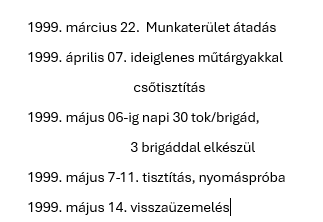 1999. március 22.  Munkaterület átadás
1999. április 07. ideiglenes műtárgyakkal
csőtisztítás
1999. május 06-ig napi 30 tok/brigád,
3 brigáddal elkészül
1999. május 7-11. tisztítás, nyomáspróba
1999. május 14. visszaüzemelés